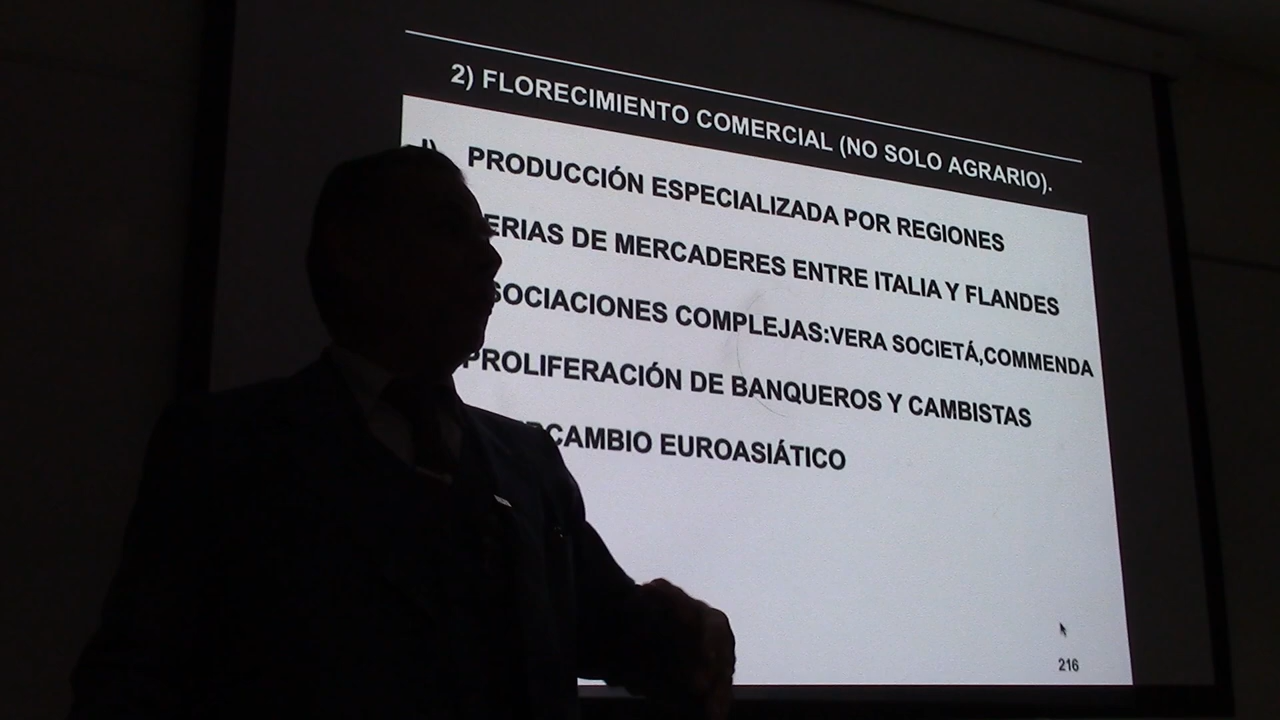 2) FLORECIMIENTO COMERCIAL (NO SOLO AGRARIO).
PRODUCCIÓN ESPECIALIZADA POR REGIONES
ERIAS DE MERCADERES ENTRE ITALIA Y FLANDES
SOCIACIONES COMPLEJAS:VERA SOCIETÁ,COMMENDA
PROLIFERACIÓN DE BANQUEROS Y CAMBISTAS
RCAMBIO EUROASIÁTICO
216